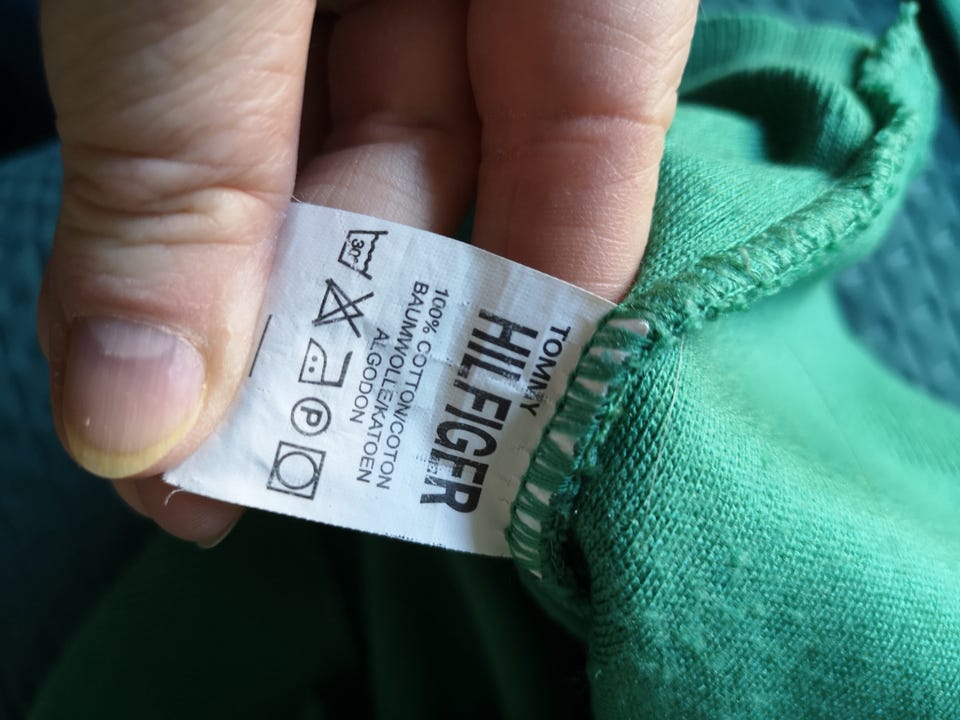 TOMMY
HILFIGER
100% COTTON/COTON
BAUMWOLLE/KATOEN
ALGODON
30°
P